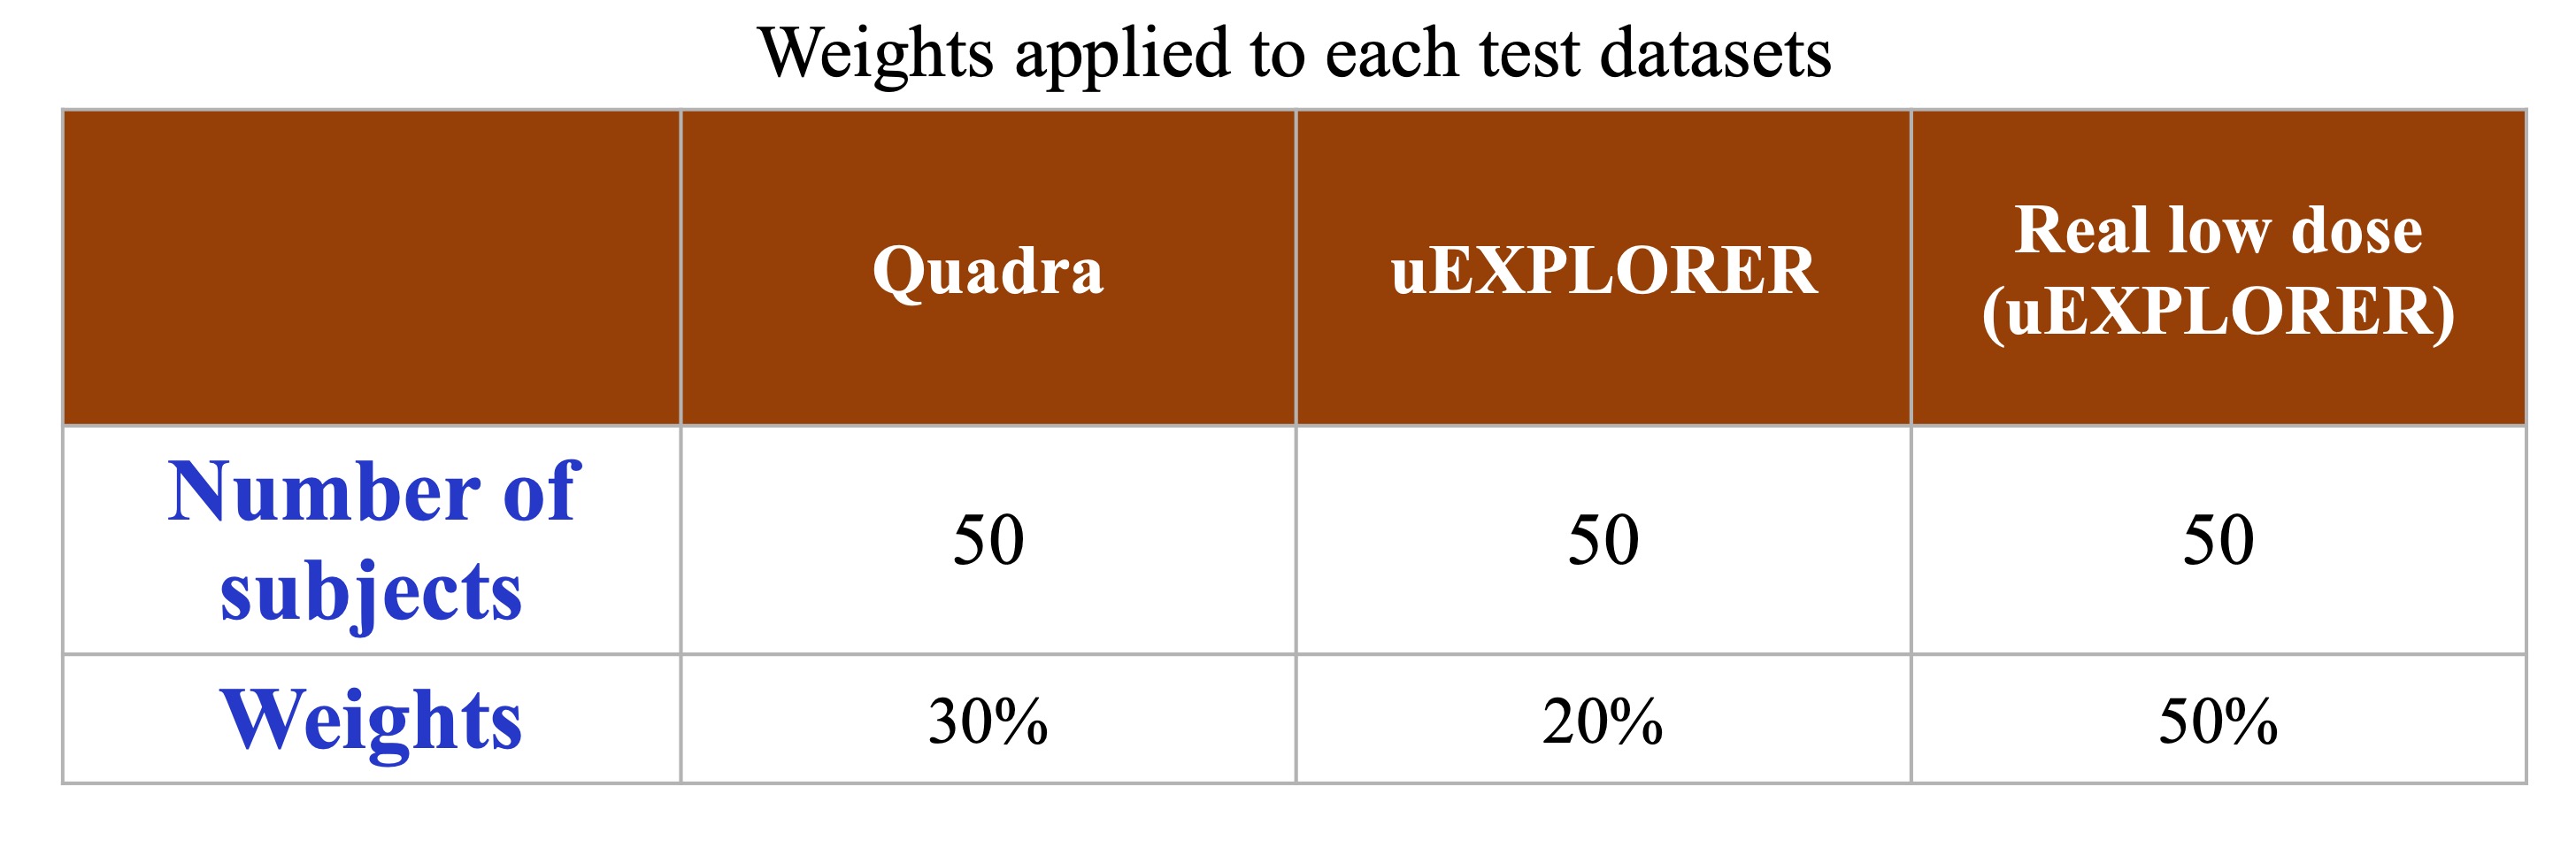 Weights applied to each test datasets
Quadra
uEXPLORER
Real low dose
(uEXPLORER)
Number of
subjects
50
50
50
Weights
30%
20%
50%